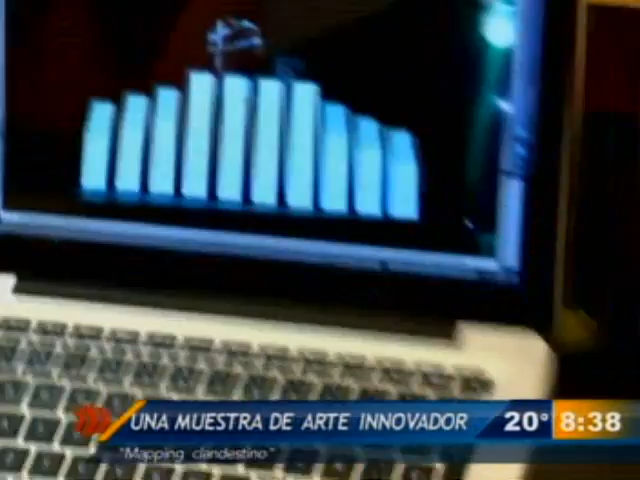 UNA MUESTRA DE ARTE INNOVADOR 20° 8:38
"Mapping clandestino"